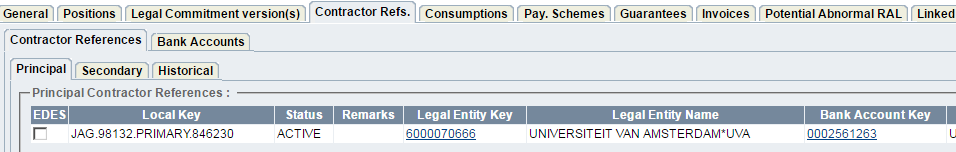 General Positions Legal Commitment version(s) Contractor Refs. Consumptions Pay. Schemes Guarantees Invoices Potential Abnormal RAL Linked
Contractor References Bank Accounts
Principal Secondary Historical
Principal Contractor References :
EDES Local Key Status Remarks Legal Entity Key Legal Entity Name Bank Account Key
JAG.98132.PRIMARY.846230 ACTIVE 6000070666 UNIVERSITEIT VAN AMSTERDAM*UVA 0002561263